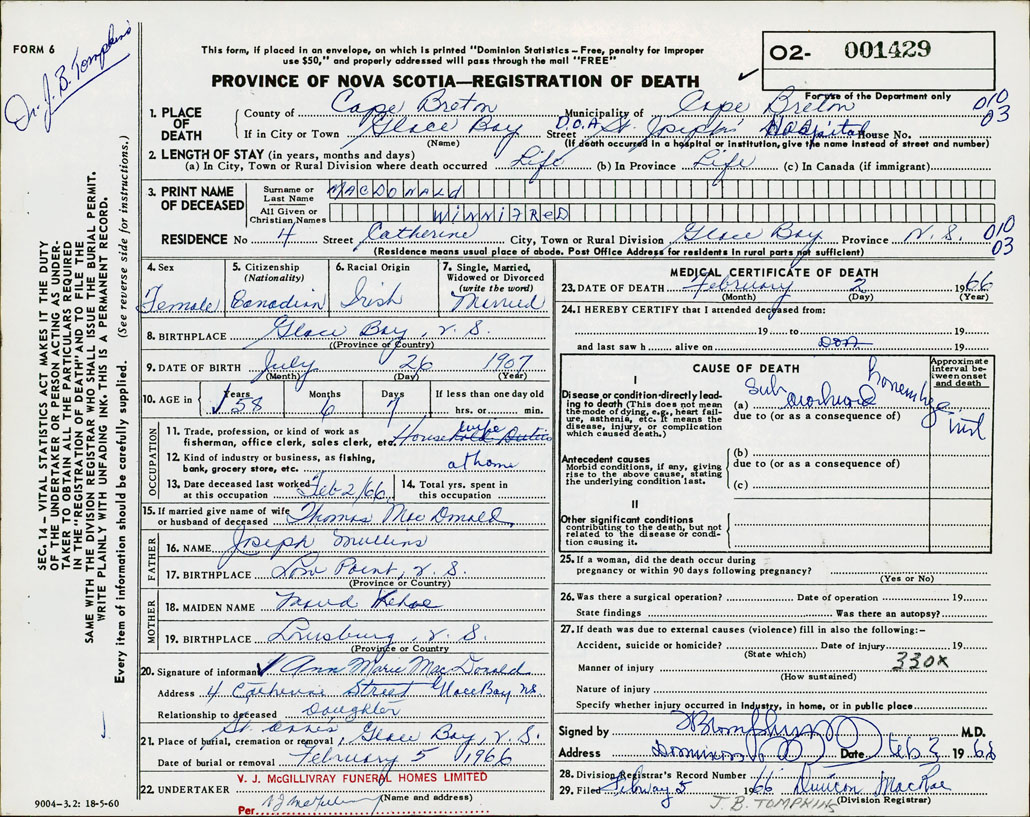 FORM 6
Dr. J. B. Tompkins
This form, if placed in an envelope, on which is printed "Dominion Statistics – Free, penalty for improper
use $50," and properly addressed will pass through the mail "FREE"
PROVINCE OF NOVA SCOTIA—REGISTRATION OF DEATH
02- 001429
For use of the Department only
010
03
1. PLACE OF DEATH
County of Cape Breton Municipality of Cape Breton
If in City or Town Glace Bay Street D.O.A. St. Joseph's Hospital House No.
(Name) (If death occurred in a hospital or institution, give the name instead of street and number)
2. LENGTH OF STAY (in years, months and days)
(a) In City, Town or Rural Division where death occurred Life (b) In Province Life (c) In Canada (if immigrant)
3. PRINT NAME OF DECEASED
Surname or Last Name MACDONALD
All Given or Christian Names WINNIFRED
RESIDENCE No 4 Street Catherine City, Town or Rural Division Glace Bay Province N.S. 010
03
(Residence means usual place of abode. Post Office Address for residents in rural parts not sufficient)
4. Sex
Female
5. Citizenship
(Nationality)
Canadian
6. Racial Origin
Irish
7. Single, Married,
Widowed or Divorced
(write the word)
Married
8. BIRTHPLACE Glace Bay, N.S.
(Province or Country)
9. DATE OF BIRTH July 26 1907
(Month) (Day) (Year)
10. AGE in Years 58 Months 6 Days 7 If less than one day old
hrs. or min.
OCCUPATION
11. Trade, profession, or kind of work as
fisherman, office clerk, sales clerk, etc. Household Duties
12. Kind of industry or business, as fishing,
bank, grocery store, etc. at home
13. Date deceased last worked
at this occupation Feb 2/66
14. Total yrs. spent in
this occupation
15. If married give name of wife
or husband of deceased Thomas MacDonald
FATHER
16. NAME Joseph Mullins
17. BIRTHPLACE Low Point, N.S.
(Province or Country)
MOTHER
18. MAIDEN NAME Maud Kehoe
19. BIRTHPLACE Louisburg, N.S.
(Province or Country)
20. Signature of informant Ann Marie MacDonald
Address 4 Catherine Street Glace Bay NS
Relationship to deceased Daughter
21. Place of burial, cremation or removal St. Anne's Glace Bay, N.S.
Date of burial or removal February 5 1966
22. UNDERTAKER V. J. McGILLIVRAY FUNERAL HOMES LIMITED
(Name and address)
Per
9004–3.2: 18-5-60
MEDICAL CERTIFICATE OF DEATH
23. DATE OF DEATH February 2 1966
(Month) (Day) (Year)
24. I HEREBY CERTIFY that I attended deceased from:
19 to 19
and last saw h alive on DOA 19
CAUSE OF DEATH
Approximate interval between onset and death
I
Disease or condition directly leading to death (This does not mean the mode of dying, e.g., heart failure, asthenia, etc. It means the disease, injury, or complication which caused death.)
(a) Sub arachnoid hemorrhage
due to (or as a consequence of)
Antecedent causes
Morbid conditions, if any, giving rise to the above cause, stating the underlying condition last.
(b)
due to (or as a consequence of)
(c)
II
Other significant conditions
contributing to the death, but not related to the disease or condition causing it.
25. If a woman, did the death occur during
pregnancy or within 90 days following pregnancy?
(Yes or No)
26. Was there a surgical operation? Date of operation 19
State findings Was there an autopsy?
27. If death was due to external causes (violence) fill in also the following:–
Accident, suicide or homicide? Date of injury 19
(State which)
330X
Manner of injury
(How sustained)
Nature of injury
Specify whether injury occurred in industry, in home, or in public place
Signed by JB Tompkins M.D.
Address Dominion Date Feb 3 1966
28. Division Registrar's Record Number
29. Filed February 5 1966 Duncan MacRae
(Division Registrar)
J. B. TOMPKINS
SEC. 14 – VITAL STATISTICS ACT MAKES IT THE DUTY
OF THE UNDERTAKER OR PERSON ACTING AS UNDERTAKER
TO OBTAIN ALL THE PARTICULARS REQUIRED
IN THE "REGISTRATION OF DEATH" AND TO FILE THE
SAME WITH THE DIVISION REGISTRAR WHO SHALL ISSUE THE BURIAL PERMIT.
WRITE PLAINLY WITH UNFADING INK. THIS IS A PERMANENT RECORD.
Every item of information should be carefully supplied. (See reverse side for instructions.)